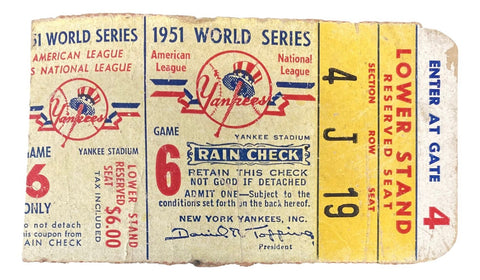 51 WORLD SERIES
AMERICAN LEAGUE
S NATIONAL LEAGUE
Yankees
YANKEE STADIUM
GAME
6
ONLY
o not detach
this coupon from
RAIN CHECK
LOWER STAND
RESERVED SEAT
$6.00
TAX INCLUDED
1951 WORLD SERIES
American League
vs. National League
Yankees
YANKEE STADIUM
GAME
6
RAIN CHECK
RETAIN THIS CHECK
NOT GOOD IF DETACHED
ADMIT ONE—Subject to the
conditions set forth on the back hereof.
NEW YORK YANKEES, INC.
Daniel R. Topping
President
4 J 19
SECTION ROW SEAT
LOWER STAND
RESERVED SEAT
ENTER AT GATE
4